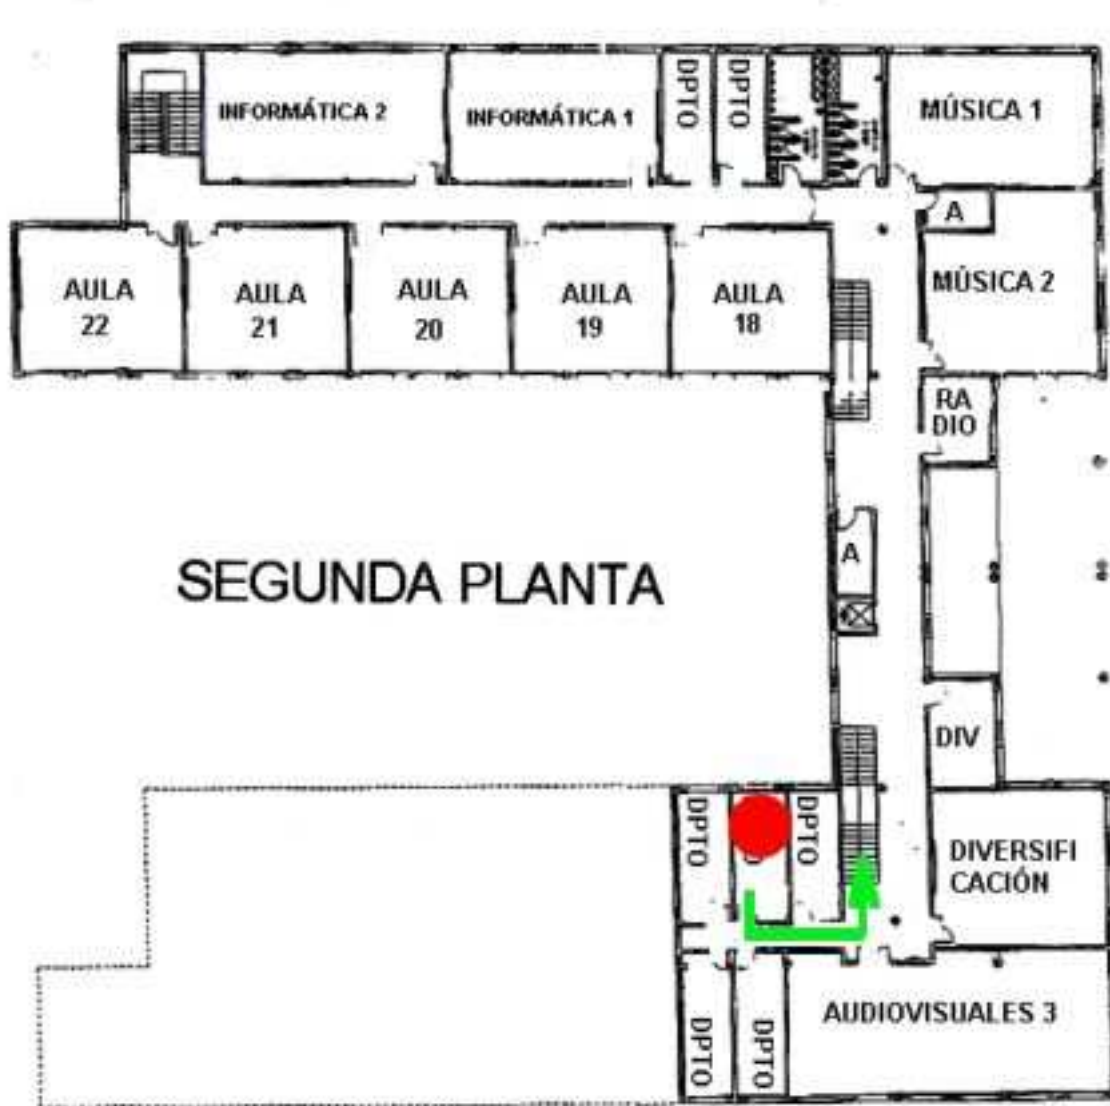 INFORMÁTICA 2
INFORMÁTICA 1
DPTO
DPTO
MÚSICA 1
A
MÚSICA 2
AULA
22
AULA
21
AULA
20
AULA
19
AULA
18
RA
DIO
A
SEGUNDA PLANTA
DIV
DPTO
DPTO
DIVERSIFI
CACIÓN
AUDIOVISUALES 3
DPTO
DPTO